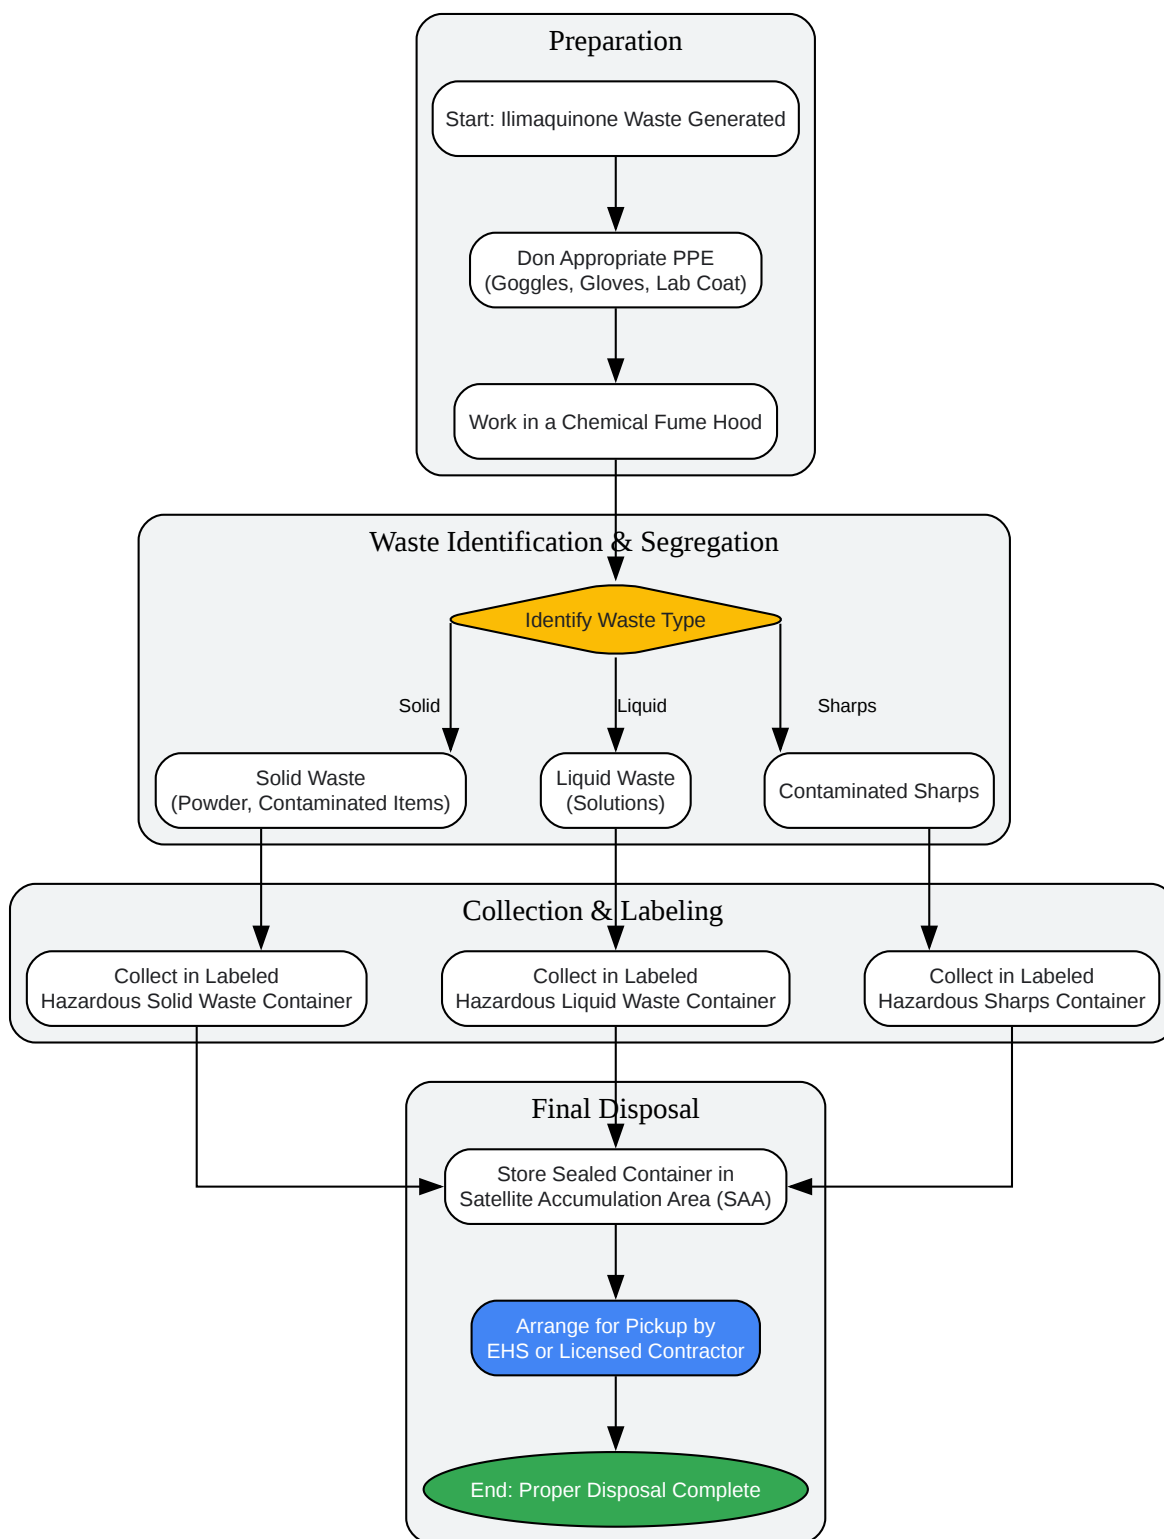 Preparation
Start: Ilimaquinone Waste Generated
Don Appropriate PPE
(Goggles, Gloves, Lab Coat)
Work in a Chemical Fume Hood
Waste Identification & Segregation
Identify Waste Type
Solid
Liquid
Sharps
Solid Waste
(Powder, Contaminated Items)
Liquid Waste
(Solutions)
Contaminated Sharps
Collection & Labeling
Collect in Labeled
Hazardous Solid Waste Container
Collect in Labeled
Hazardous Liquid Waste Container
Collect in Labeled
Hazardous Sharps Container
Final Disposal
Store Sealed Container in
Satellite Accumulation Area (SAA)
Arrange for Pickup by
EHS or Licensed Contractor
End: Proper Disposal Complete